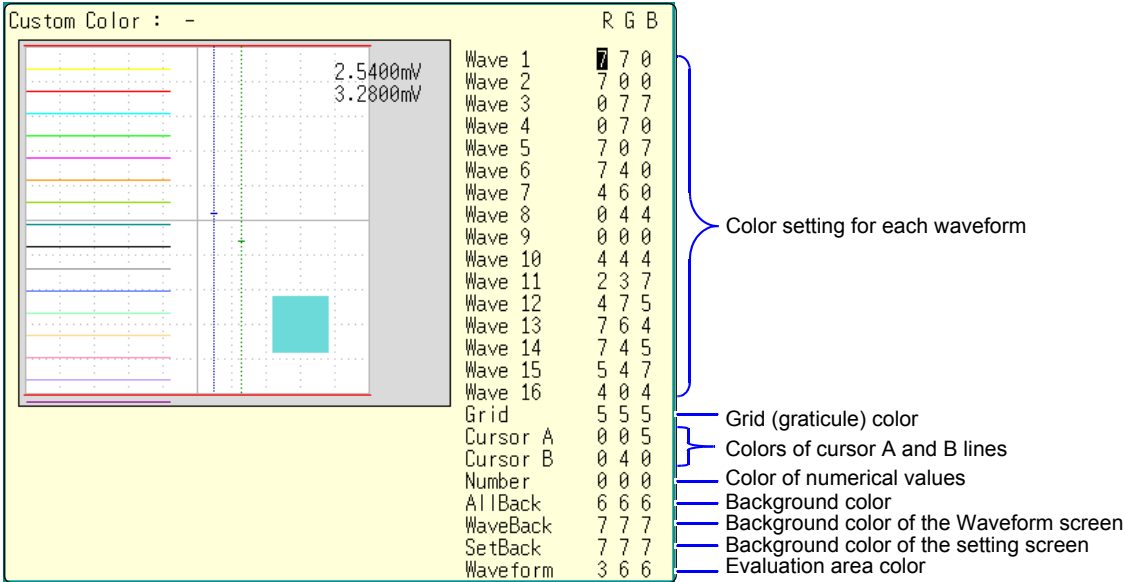 Custom Color : - R G B
2.5400mV
3.2800mV
Wave 1 7 7 0
Wave 2 7 0 0
Wave 3 0 7 7
Wave 4 0 7 0
Wave 5 7 0 7
Wave 6 7 4 0
Wave 7 4 6 0
Wave 8 0 4 4
Wave 9 0 0 0
Wave 10 4 4 4
Wave 11 2 3 7
Wave 12 4 7 5
Wave 13 7 6 4
Wave 14 7 4 5
Wave 15 5 4 7
Wave 16 4 0 4
Color setting for each waveform
Grid 5 5 5 Grid (graticule) color
Cursor A 0 0 5
Cursor B 0 4 0
Colors of cursor A and B lines
Number 0 0 0 Color of numerical values
AllBack 6 6 6 Background color
WaveBack 7 7 7 Background color of the Waveform screen
SetBack 7 7 7 Background color of the setting screen
Waveform 3 6 6 Evaluation area color